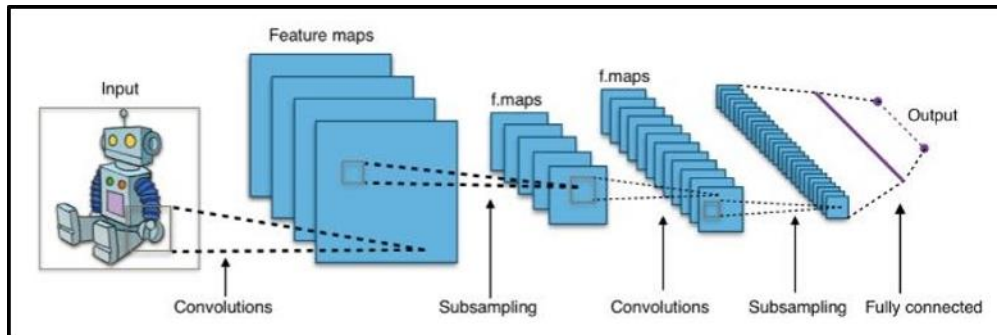 Feature maps
Input
f.maps
f.maps
Output
Convolutions
Subsampling
Convolutions
Subsampling
Fully connected